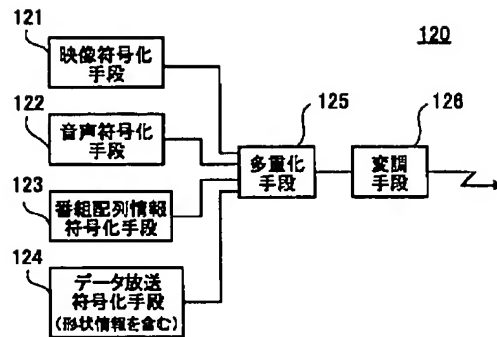 121
映像符号化
手段
120
122
音声符号化
手段
125
126
多重化
手段
変調
手段
123
番組配列情報
符号化手段
124
データ放送
符号化手段
(形状情報を含む)